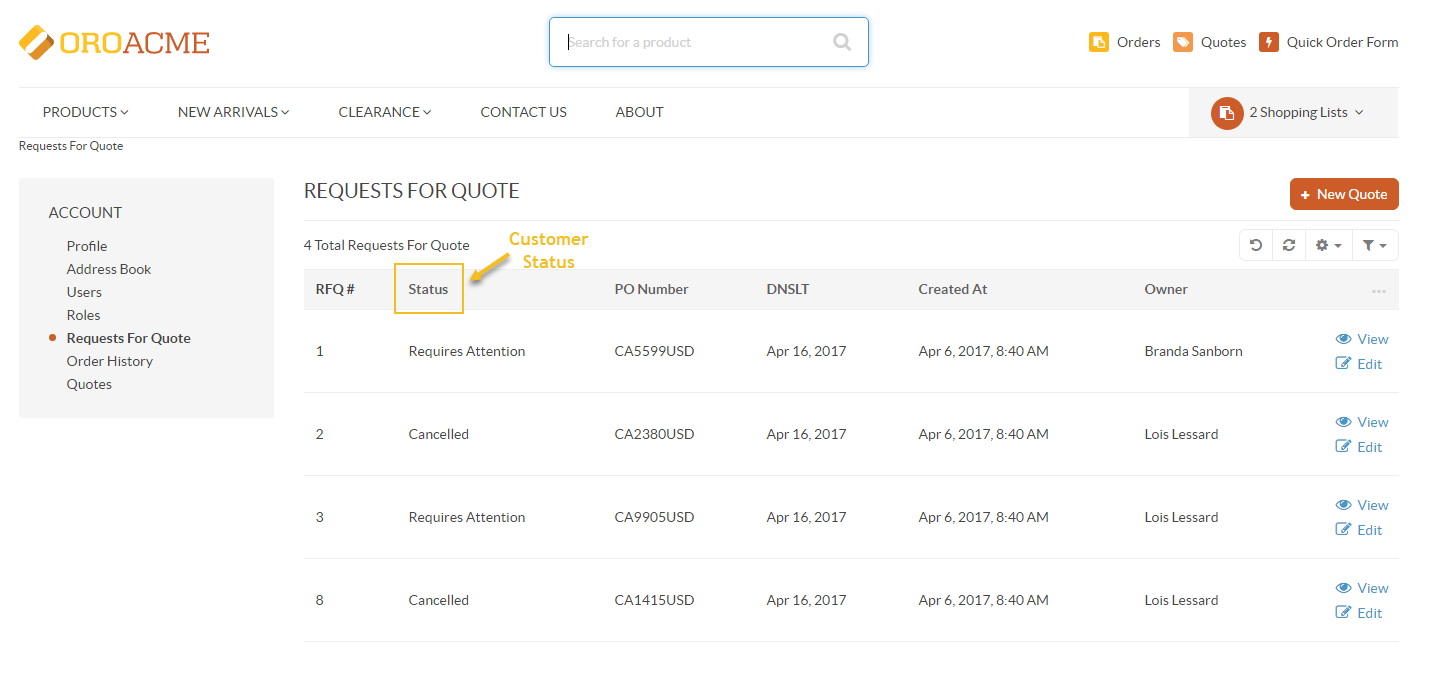 OROACME
Search for a product
Orders
Quotes
Quick Order Form
PRODUCTS
NEW ARRIVALS
CLEARANCE
CONTACT US
ABOUT
2 Shopping Lists
Requests For Quote
ACCOUNT
Profile
Address Book
Users
Roles
Requests For Quote
Order History
Quotes
REQUESTS FOR QUOTE
+ New Quote
4 Total Requests For Quote
Customer
Status
RFQ # Status PO Number DNSLT Created At Owner ...
1 Requires Attention CA5599USD Apr 16, 2017 Apr 6, 2017, 8:40 AM Branda Sanborn
View
Edit
2 Cancelled CA2380USD Apr 16, 2017 Apr 6, 2017, 8:40 AM Lois Lessard
View
Edit
3 Requires Attention CA9905USD Apr 16, 2017 Apr 6, 2017, 8:40 AM Lois Lessard
View
Edit
8 Cancelled CA1415USD Apr 16, 2017 Apr 6, 2017, 8:40 AM Lois Lessard
View
Edit